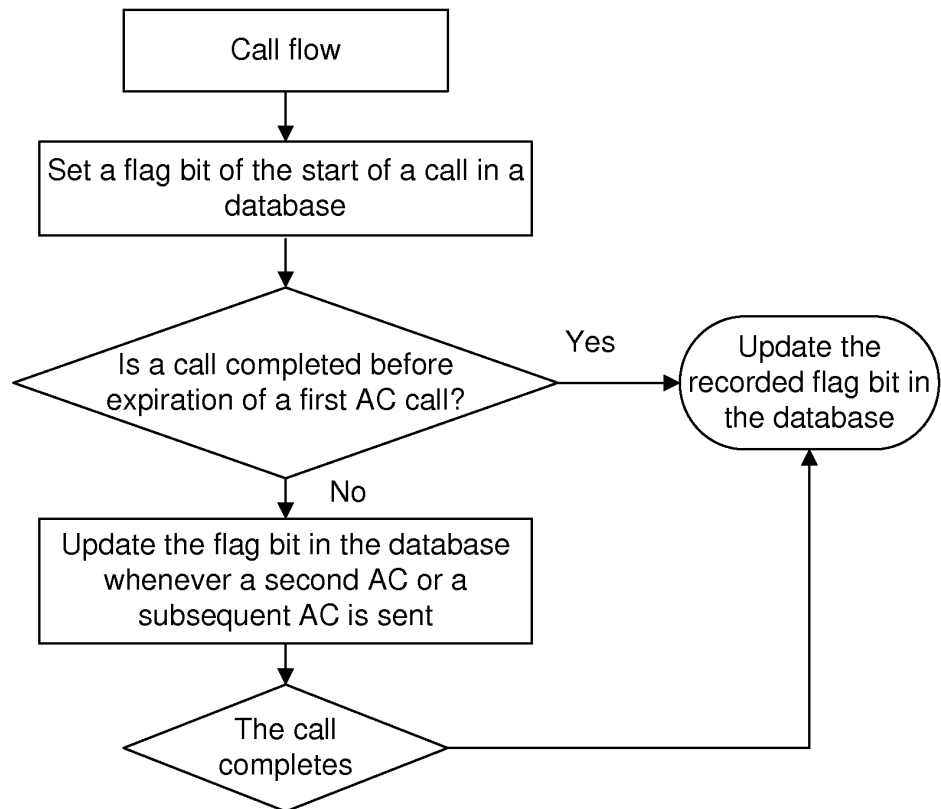 Call flow
Set a flag bit of the start of a call in a
database
Is a call completed before
expiration of a first AC call?
Yes
Update the
recorded flag bit in
the database
No
Update the flag bit in the database
whenever a second AC or a
subsequent AC is sent
The call
completes